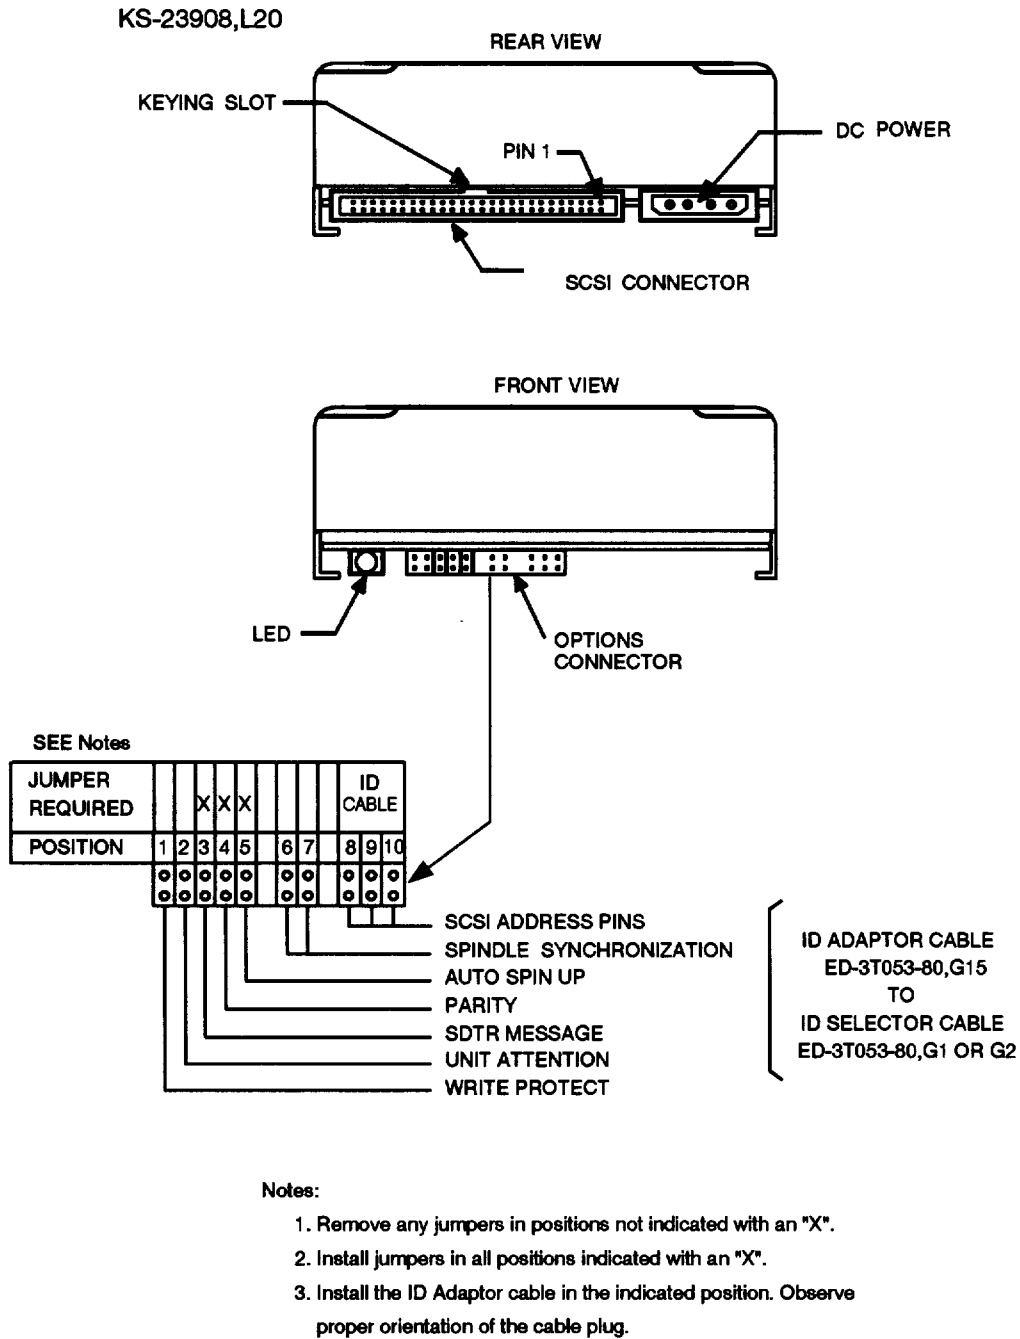 KS-23908,L20
REAR VIEW
KEYING SLOT
PIN 1
DC POWER
SCSI CONNECTOR
FRONT VIEW
LED
OPTIONS
CONNECTOR
SEE Notes
JUMPER
REQUIRED
X X X
ID
CABLE
POSITION 1 2 3 4 5 6 7 8 9 10
SCSI ADDRESS PINS
SPINDLE SYNCHRONIZATION
AUTO SPIN UP
PARITY
SDTR MESSAGE
UNIT ATTENTION
WRITE PROTECT
ID ADAPTOR CABLE
ED-3T053-80,G15
TO
ID SELECTOR CABLE
ED-3T053-80,G1 OR G2
Notes:
1. Remove any jumpers in positions not indicated with an "X".
2. Install jumpers in all positions indicated with an "X".
3. Install the ID Adaptor cable in the indicated position. Observe
proper orientation of the cable plug.